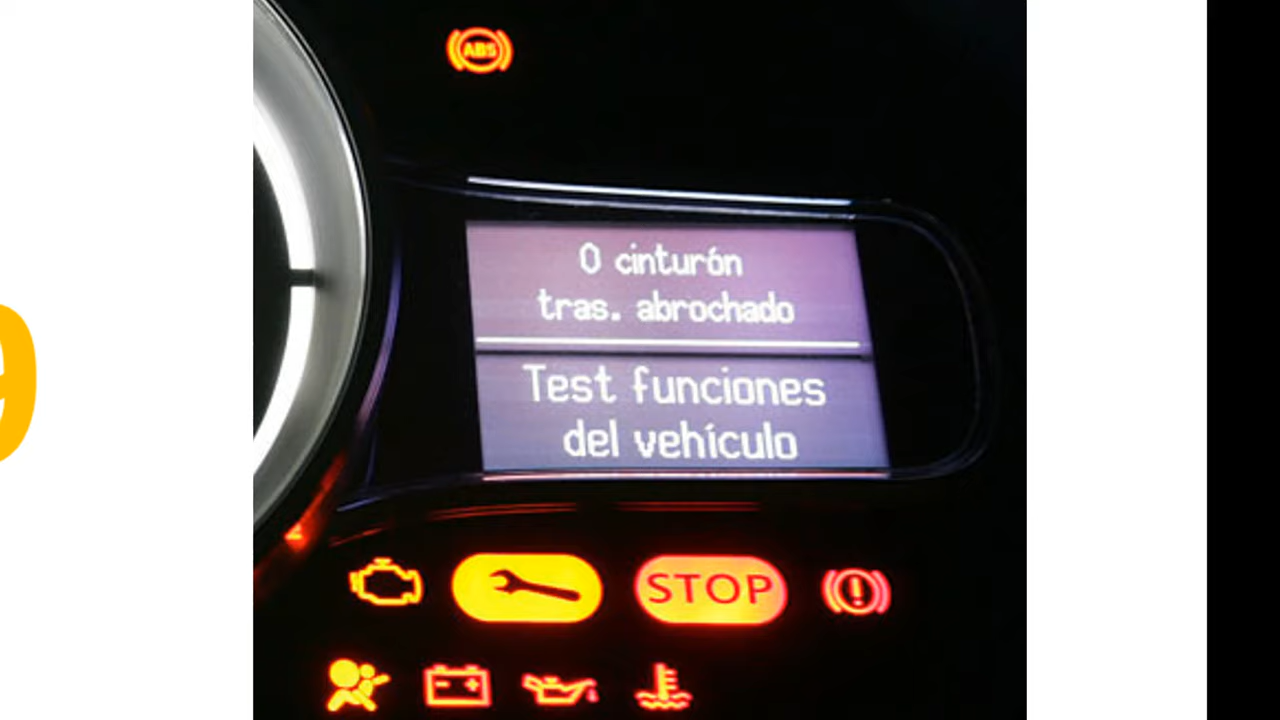 ABS
0 cinturón
tras. abrochado
Test funciones
del vehículo
STOP